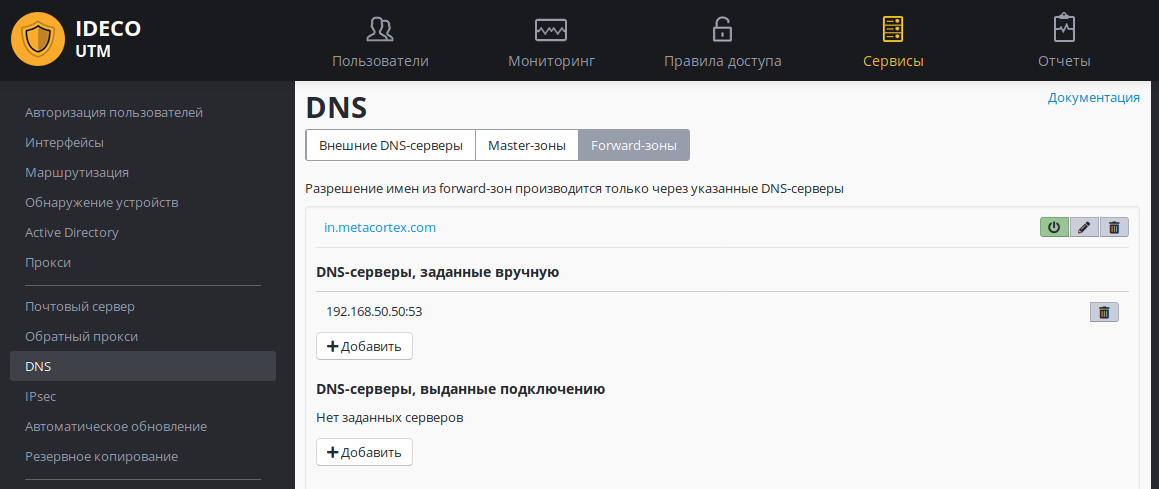 IDECO
UTM
Пользователи
Мониторинг
Правила доступа
Сервисы
Отчеты
Авторизация пользователей
Интерфейсы
Маршрутизация
Обнаружение устройств
Active Directory
Прокси
Почтовый сервер
Обратный прокси
DNS
IPsec
Автоматическое обновление
Резервное копирование
DNS
Документация
Внешние DNS-серверы
Master-зоны
Forward-зоны
Разрешение имен из forward-зон производится только через указанные DNS-серверы
in.metacortex.com
DNS-серверы, заданные вручную
192.168.50.50:53
Добавить
DNS-серверы, выданные подключению
Нет заданных серверов
Добавить